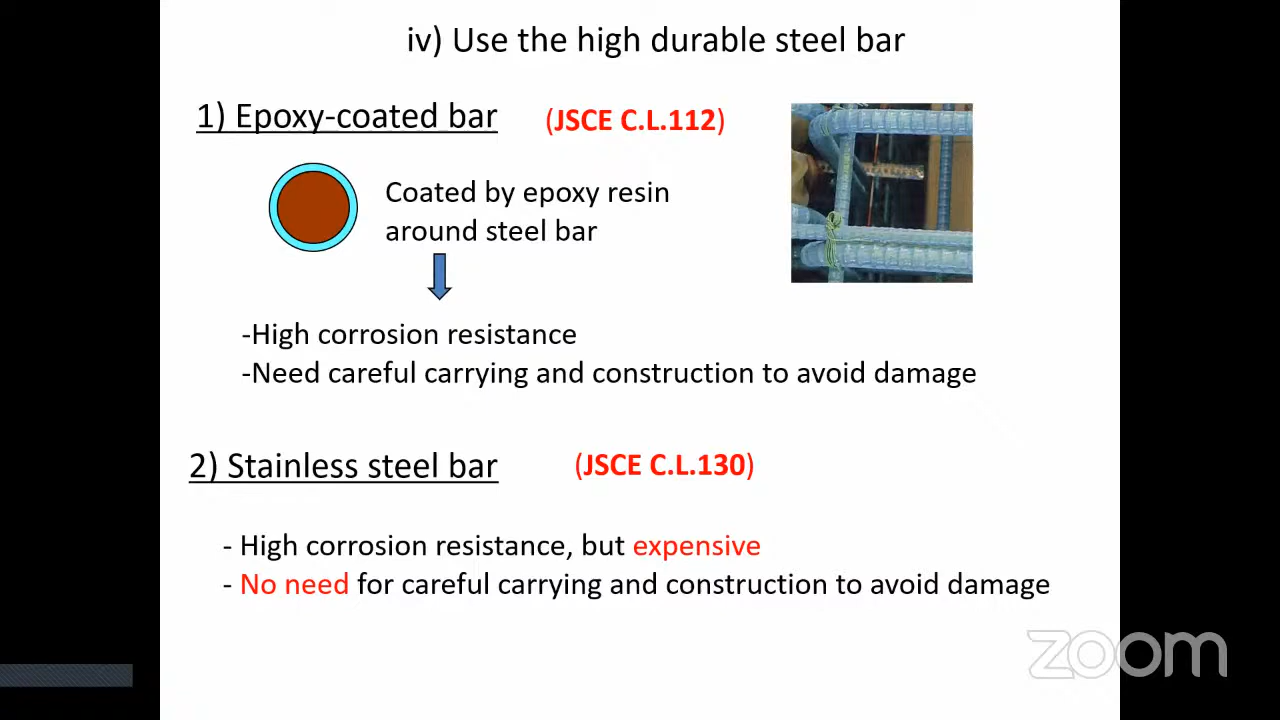 iv) Use the high durable steel bar
1) Epoxy-coated bar (JSCE C.L.112)
Coated by epoxy resin
around steel bar
-High corrosion resistance
-Need careful carrying and construction to avoid damage
2) Stainless steel bar (JSCE C.L.130)
- High corrosion resistance, but expensive
- No need for careful carrying and construction to avoid damage
zoom